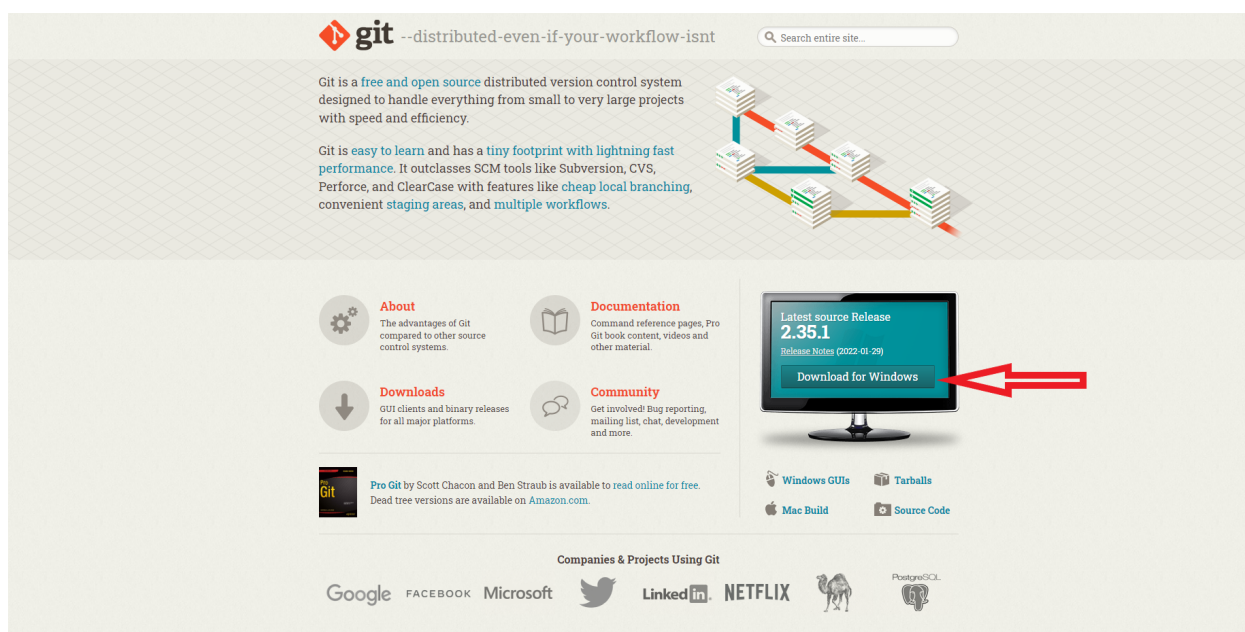 git --distributed-even-if-your-workflow-isnt
Search entire site...
Git is a free and open source distributed version control system
designed to handle everything from small to very large projects
with speed and efficiency.
Git is easy to learn and has a tiny footprint with lightning fast
performance. It outclasses SCM tools like Subversion, CVS,
Perforce, and ClearCase with features like cheap local branching,
convenient staging areas, and multiple workflows.
About
The advantages of Git
compared to other source
control systems.
Documentation
Command reference pages, Pro
Git book content, videos and
other material.
Downloads
GUI clients and binary releases
for all major platforms.
Community
Get involved! Bug reporting,
mailing list, chat, development
and more.
Latest source Release
2.35.1
Release Notes (2022-01-29)
Download for Windows
Windows GUIs
Tarballs
Mac Build
Source Code
Pro
Git
Pro Git by Scott Chacon and Ben Straub is available to read online for free.
Dead tree versions are available on Amazon.com.
Companies & Projects Using Git
Google FACEBOOK Microsoft Linked in. NETFLIX PostgreSQL